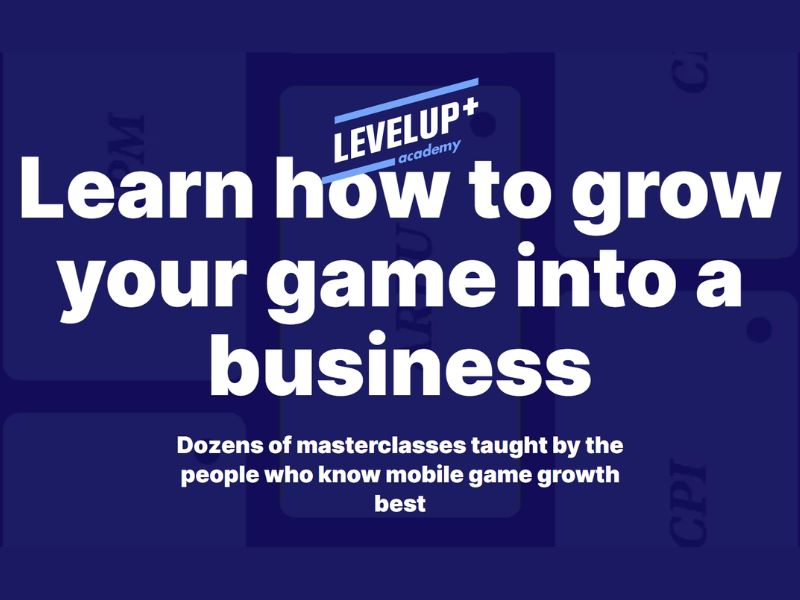 LEVELUP+
academy
Learn how to grow
your game into a
business
Dozens of masterclasses taught by the
people who know mobile game growth
best
CPI